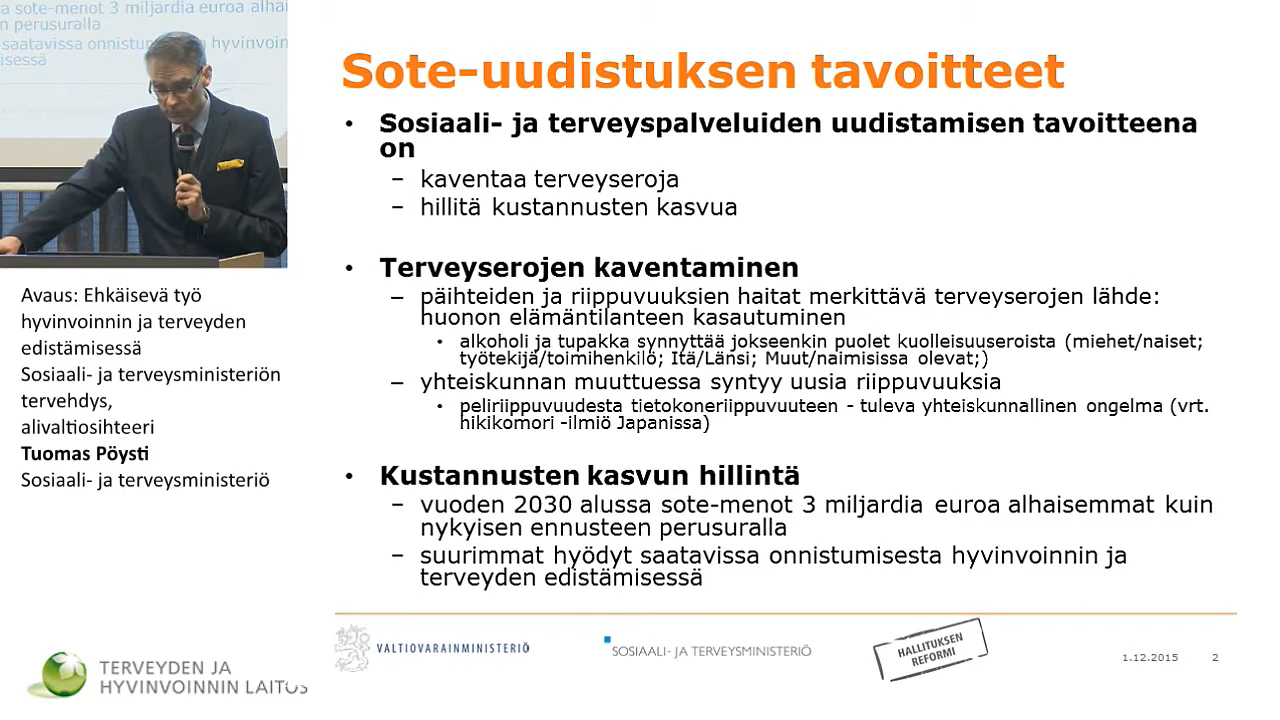 a sote-menot 3 miljardia euroa alhai
n perusuralla
saatavissa onnistu hyvinvoin
isessä
Avaus: Ehkäisevä työ
hyvinvoinnin ja terveyden
edistämisessä
Sosiaali- ja terveysministeriön
tervehdys,
alivaltiosihteeri
Tuomas Pöysti
Sosiaali- ja terveysministeriö
TERVEYDEN JA
HYVINVOINNIN LAITOS
Sote-uudistuksen tavoitteet
• Sosiaali- ja terveyspalveluiden uudistamisen tavoitteena
on
– kaventaa terveyseroja
– hillitä kustannusten kasvua
• Terveyserojen kaventaminen
– päihteiden ja riippuvuuksien haitat merkittävä terveyserojen lähde:
huonon elämäntilanteen kasautuminen
• alkoholi ja tupakka synnyttää jokseenkin puolet kuolleisuuseroista (miehet/naiset;
työtekijä/toimihenkilö; Itä/Länsi; Muut/naimisissa olevat;)
– yhteiskunnan muuttuessa syntyy uusia riippuvuuksia
• peliriippuvuudesta tietokoneriippuvuuteen - tuleva yhteiskunnallinen ongelma (vrt.
hikikomori -ilmiö Japanissa)
• Kustannusten kasvun hillintä
– vuoden 2030 alussa sote-menot 3 miljardia euroa alhaisemmat kuin
nykyisen ennusteen perusuralla
– suurimmat hyödyt saatavissa onnistumisesta hyvinvoinnin ja
terveyden edistämisessä
VALTIOVARAINMINISTERIÖ
SOSIAALI- JA TERVEYSMINISTERIÖ
HALLITUKSEN
REFORMI
1.12.2015 2